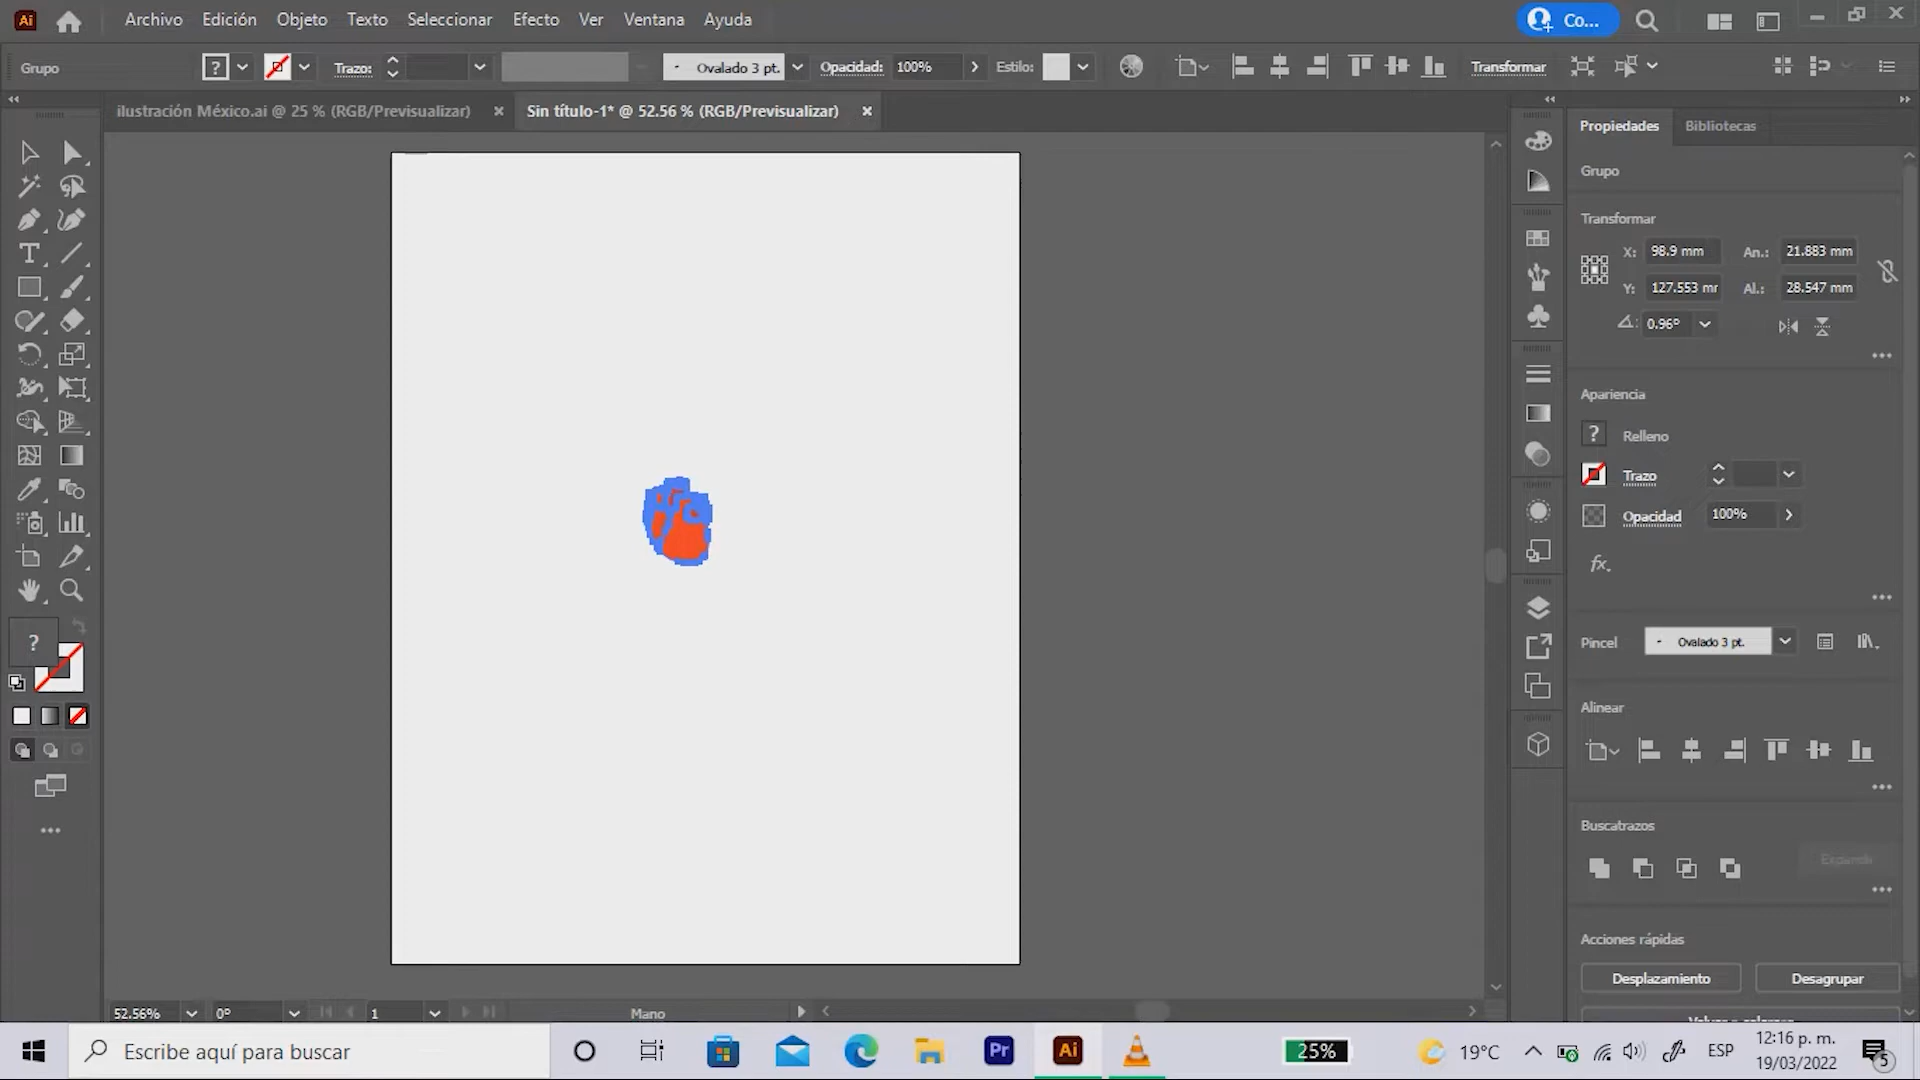 Ai Archivo Edición Objeto Texto Seleccionar Efecto Ver Ventana Ayuda Co...
Grupo ? Trazo: Ovalado 3 pt. Opacidad: 100% Estilo: Transformar
ilustración México.ai @ 25 % (RGB/Previsualizar) × Sin título-1* @ 52.56 % (RGB/Previsualizar) ×
Propiedades Bibliotecas
Grupo
Transformar
X: 98.9 mm An.: 21.883 mm
Y: 127.553 mr Al.: 28.547 mm
0.96°
Apariencia
? Relleno
Trazo
Opacidad 100%
fx.
?
Pincel Ovalado 3 pt.
Alinear
Buscatrazos
Expandir
Acciones rápidas
Desplazamiento Desagrupar
52.56% 0° 1 Mano
Escribe aquí para buscar
Pr Ai 25% 19°C ESP
12:16 p. m.
19/03/2022
5